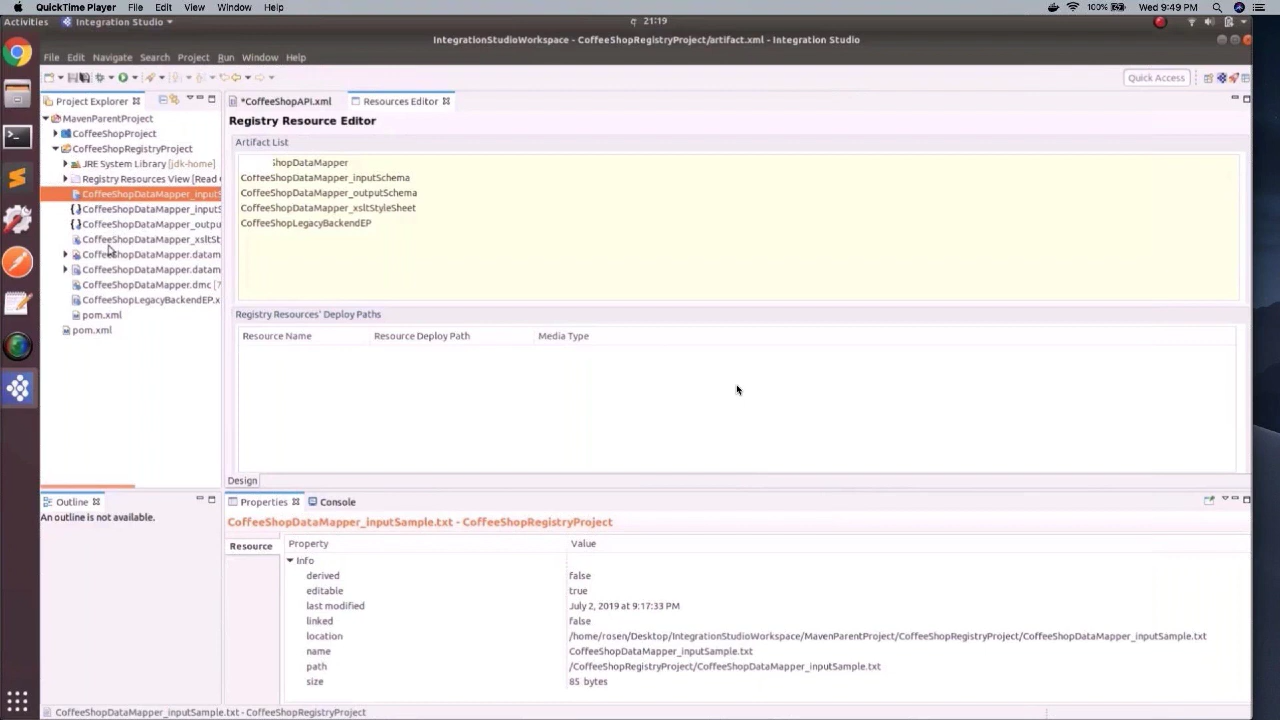 QuickTime Player File Edit View Window Help 100%
Activities Integration Studio 21:19
IntegrationStudioWorkspace - CoffeeShopRegistryProject/artifact.xml - Integration Studio
File Edit Navigate Search Project Run Window Help
Quick Access
Project Explorer
MavenParentProject
CoffeeShopProject
CoffeeShopRegistryProject
JRE System Library [jdk-home]
Registry Resources View [Read
CoffeeShopDataMapper_inputS
CoffeeShopDataMapper_inputS
CoffeeShopDataMapper_outpu
CoffeeShopDataMapper_xsltSt
CoffeeShopDataMapper.datam
CoffeeShopDataMapper.datam
CoffeeShopDataMapper.dmc [?
CoffeeShopLegacyBackendEP.x
pom.xml
pom.xml
*CoffeeShopAPI.xml Resources Editor
Registry Resource Editor
Artifact List
ShopDataMapper
CoffeeShopDataMapper_inputSchema
CoffeeShopDataMapper_outputSchema
CoffeeShopDataMapper_xsltStyleSheet
CoffeeShopLegacyBackendEP
Registry Resources' Deploy Paths
Resource Name Resource Deploy Path Media Type
Design
Outline
An outline is not available.
Properties Console
CoffeeShopDataMapper_inputSample.txt - CoffeeShopRegistryProject
Resource
Property Value
Info
derived false
editable true
last modified July 2, 2019 at 9:17:33 PM
linked false
location /home/rosen/Desktop/IntegrationStudioWorkspace/MavenParentProject/CoffeeShopRegistryProject/CoffeeShopDataMapper_inputSample.txt
name CoffeeShopDataMapper_inputSample.txt
path /CoffeeShopRegistryProject/CoffeeShopDataMapper_inputSample.txt
size 85 bytes
CoffeeShopDataMapper_inputSample.txt - CoffeeShopRegistryProject